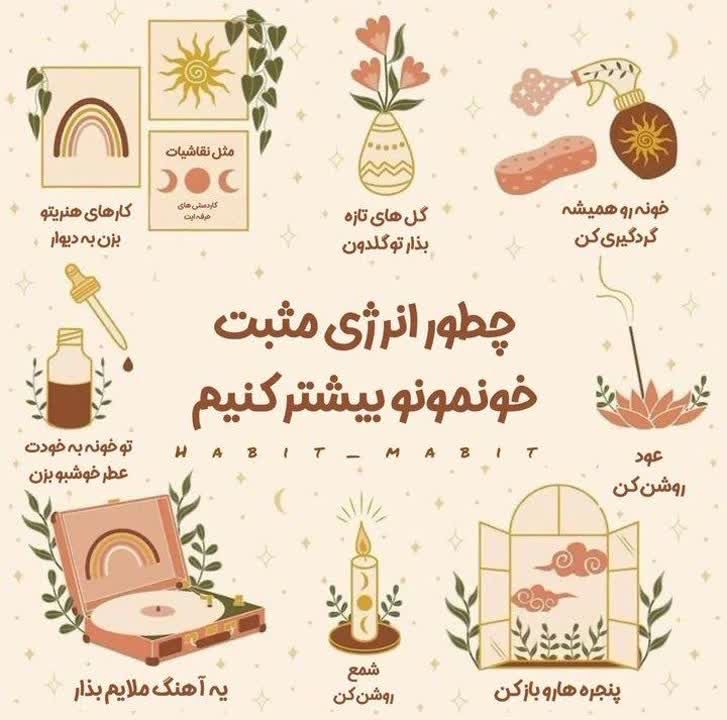 مثل نقاشیات
کاردستی های
حرفه ایت
کارهای هنریتو
بزن به دیوار
گل های تازه
بذار تو گلدون
خونه رو همیشه
گردگیری کن
چطور انرژی مثبت
خونمونو بیشتر کنیم
HABIT_MABIT
تو خونه به خودت
عطر خوشبو بزن
عود
روشن کن
یه آهنگ ملایم بذار
شمع
روشن کن
پنجره هارو باز کن